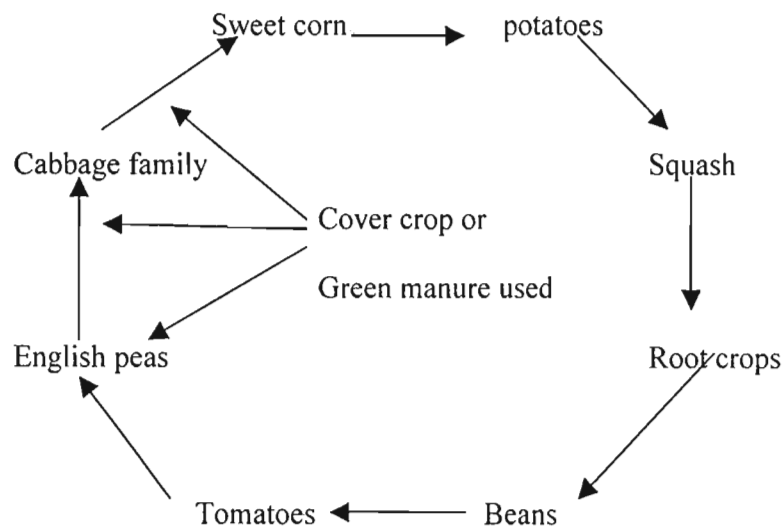 Sweet corn
potatoes
Cabbage family
Squash
Cover crop or
Green manure used
English peas
Root crops
Tomatoes
Beans